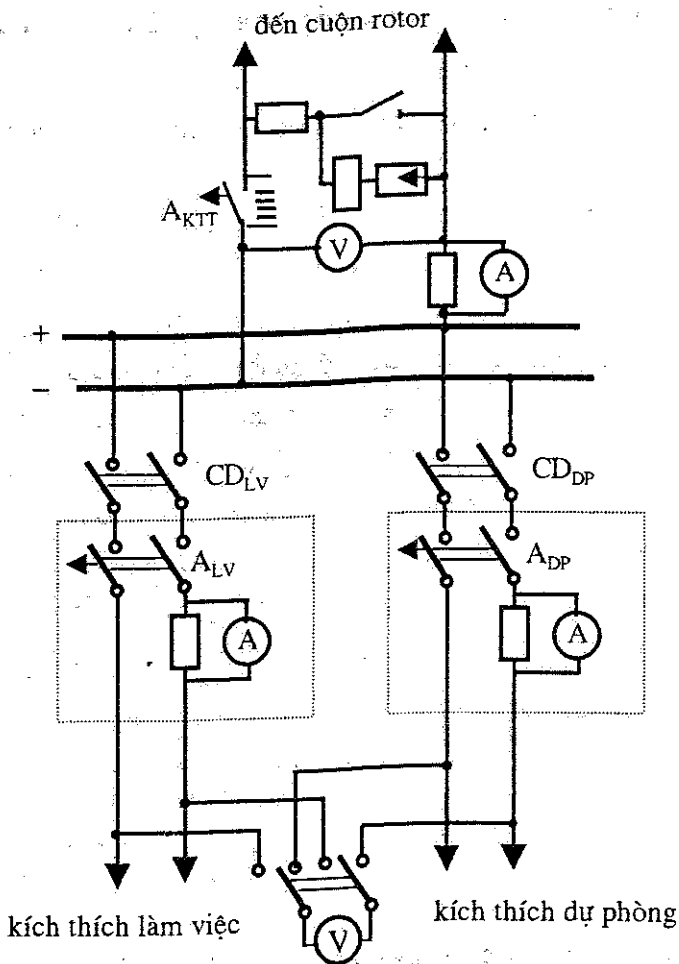 đến cuộn rotor
A_KTT
V
A
+
−
CD_LV
CD_DP
A_LV
A_DP
A
A
kích thích làm việc
V
kích thích dự phòng